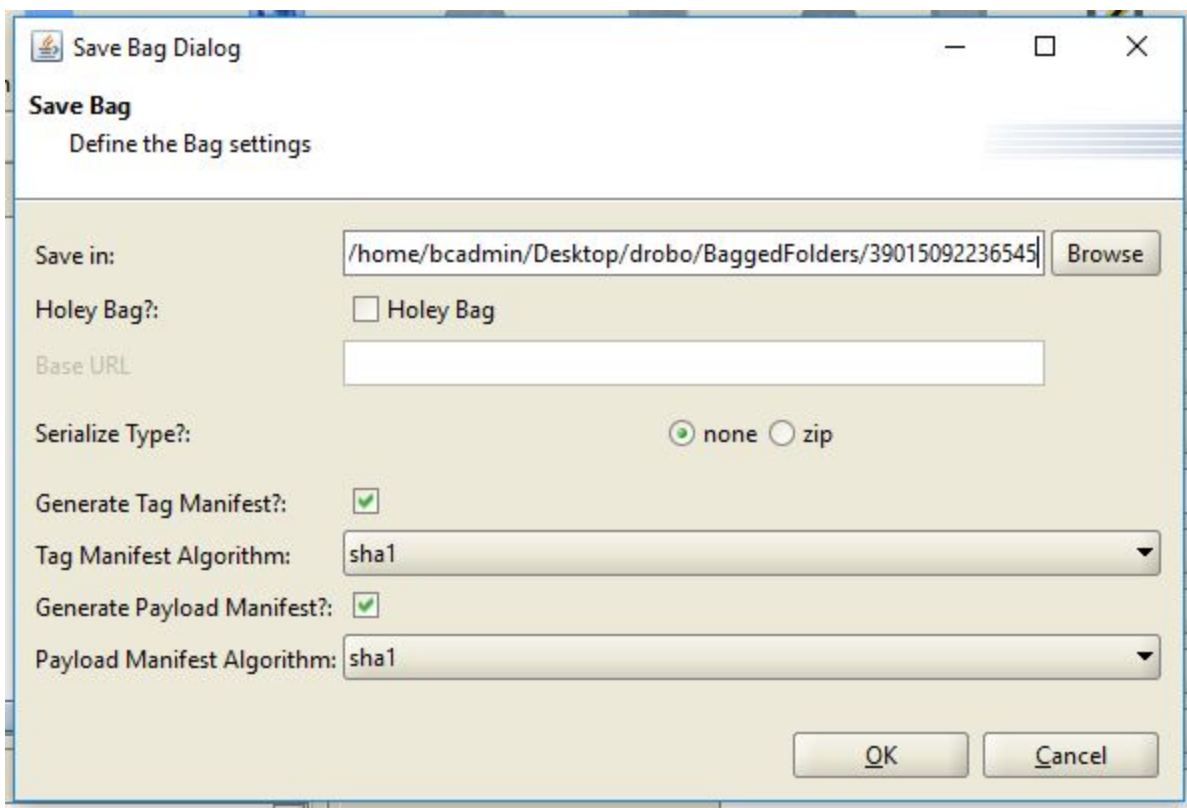 Save Bag Dialog
Save Bag
Define the Bag settings
Save in: /home/bcadmin/Desktop/drobo/BaggedFolders/39015092236545 Browse
Holey Bag?: Holey Bag
Base URL
Serialize Type?: none zip
Generate Tag Manifest?:
Tag Manifest Algorithm: sha1
Generate Payload Manifest?:
Payload Manifest Algorithm: sha1
OK Cancel